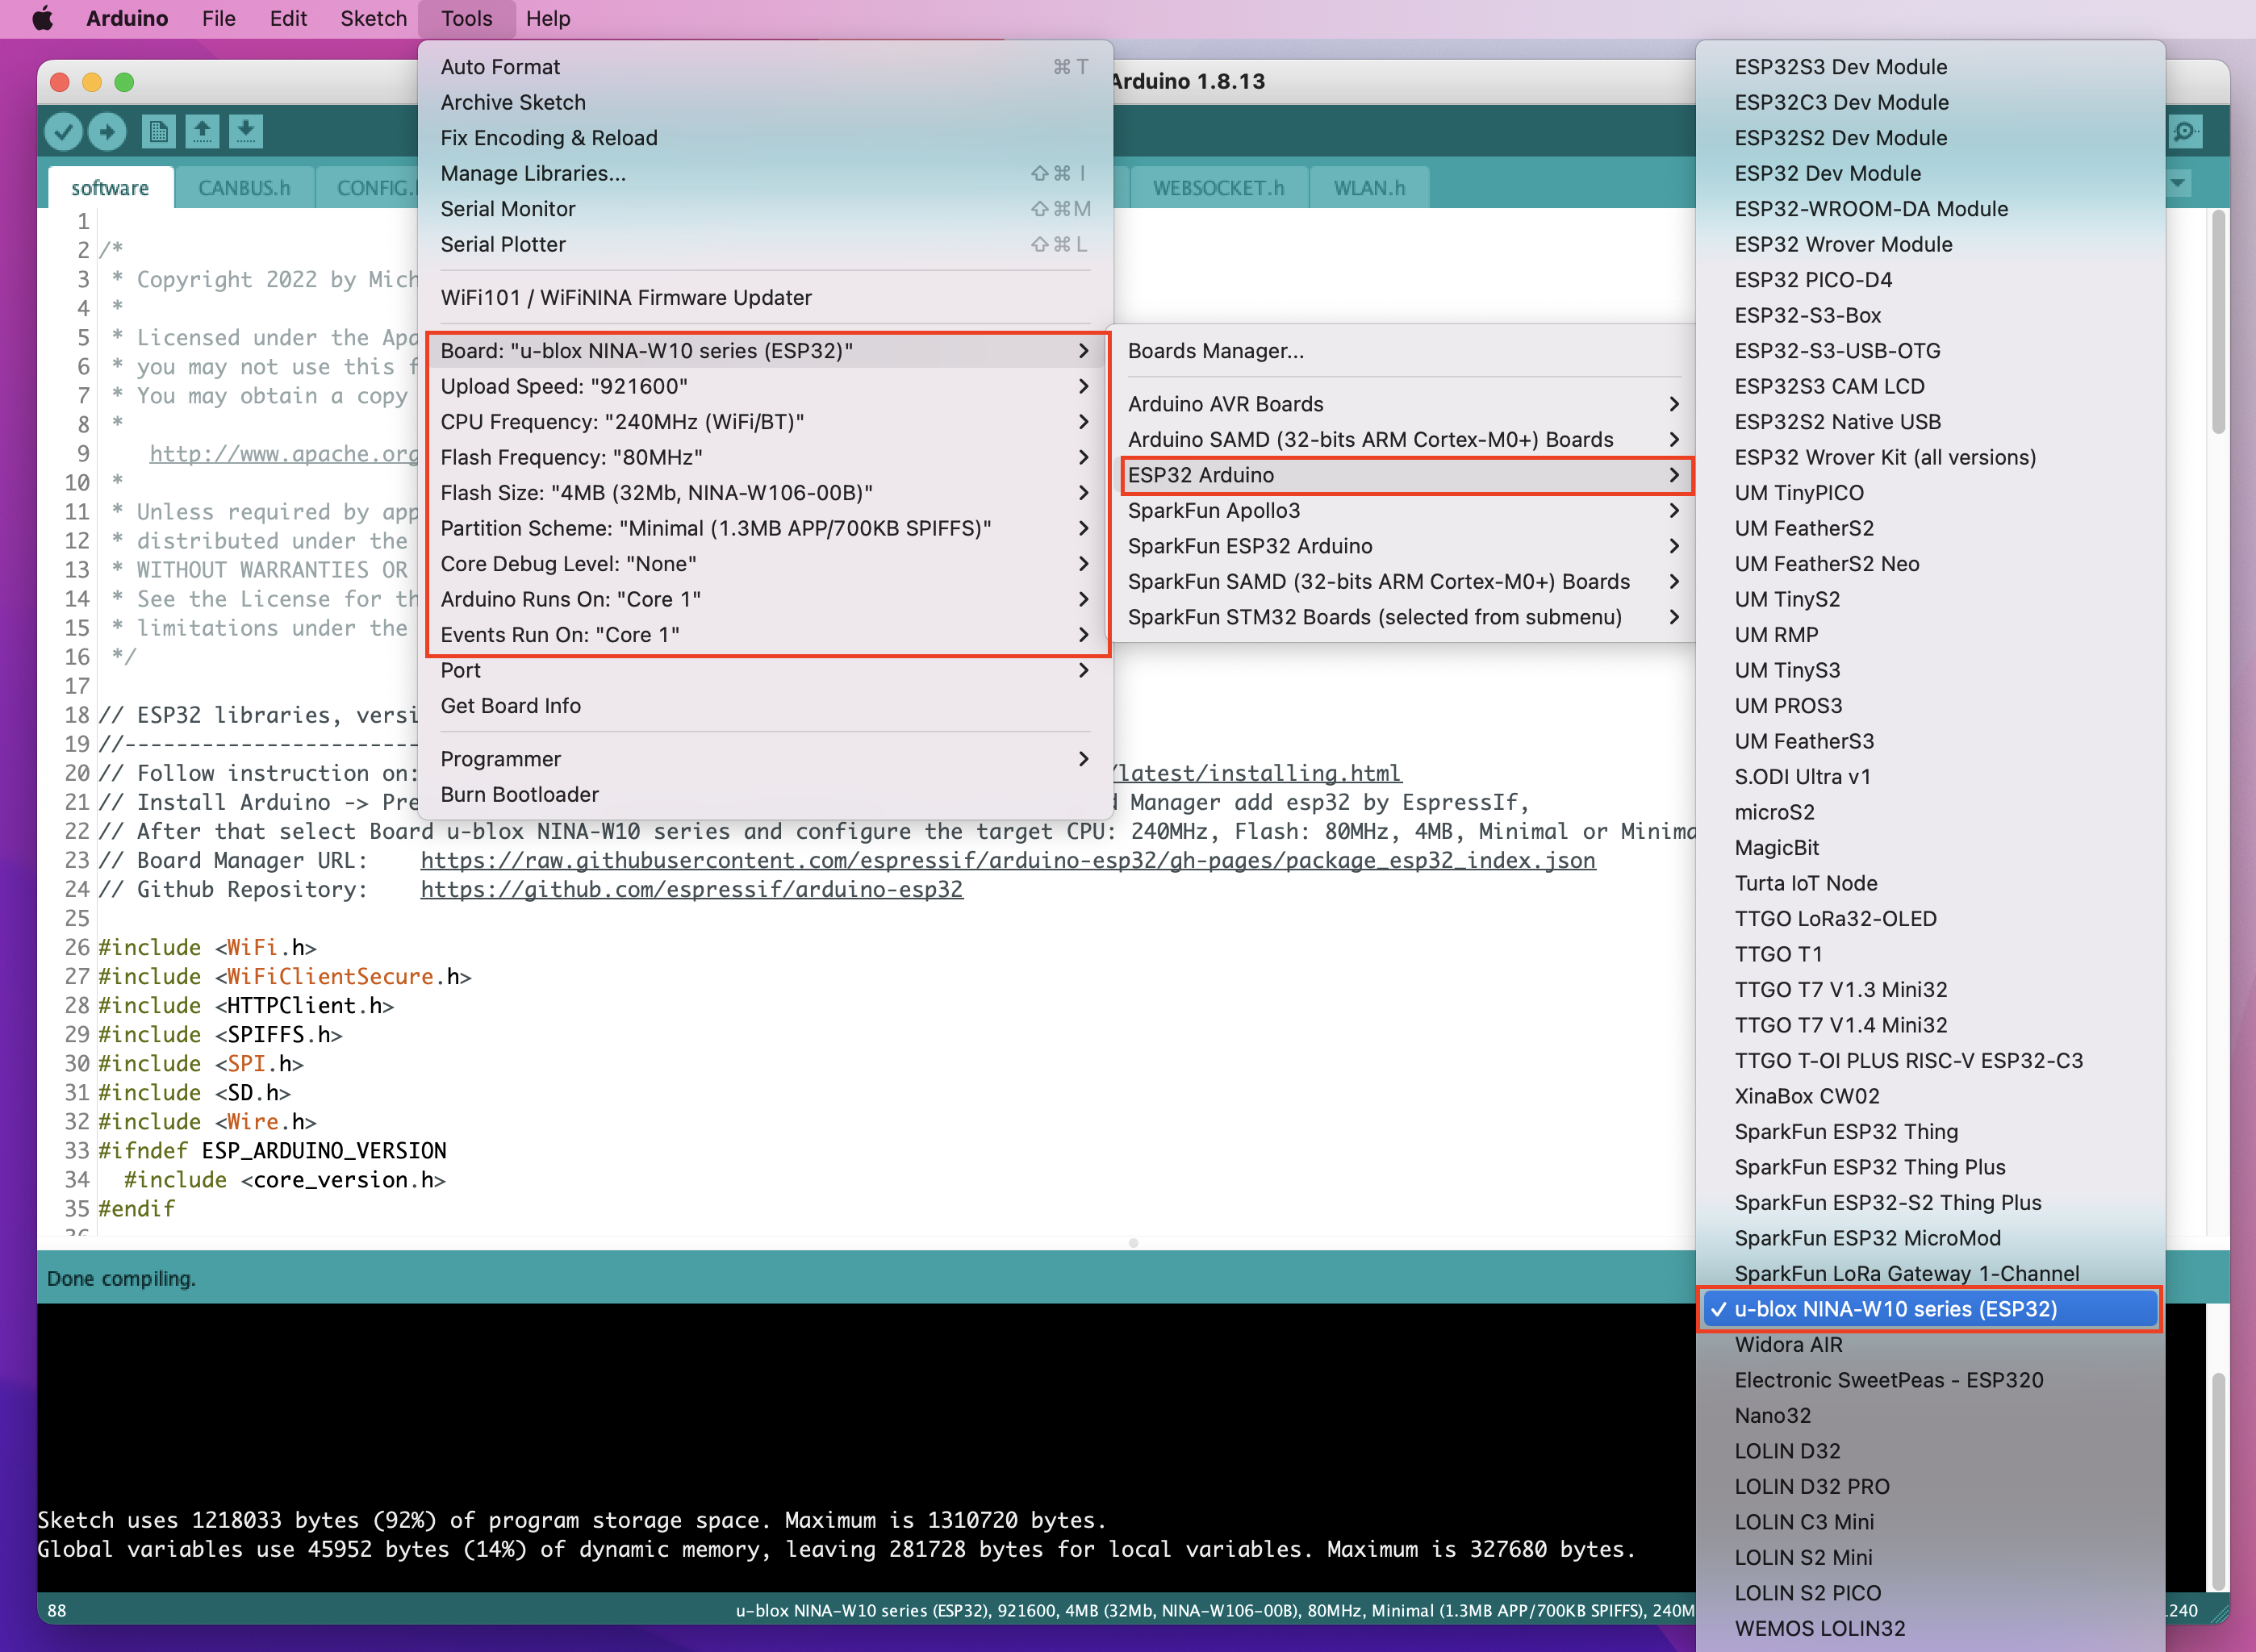 Arduino File Edit Sketch Tools Help
Arduino 1.8.13
software CANBUS.h CONFIG. WEBSOCKET.h WLAN.h
Auto Format ⌘T
Archive Sketch
Fix Encoding & Reload
Manage Libraries... ⇧⌘I
Serial Monitor ⇧⌘M
Serial Plotter ⇧⌘L
WiFi101 / WiFiNINA Firmware Updater
Board: "u-blox NINA-W10 series (ESP32)"
Upload Speed: "921600"
CPU Frequency: "240MHz (WiFi/BT)"
Flash Frequency: "80MHz"
Flash Size: "4MB (32Mb, NINA-W106-00B)"
Partition Scheme: "Minimal (1.3MB APP/700KB SPIFFS)"
Core Debug Level: "None"
Arduino Runs On: "Core 1"
Events Run On: "Core 1"
Port
Get Board Info
Programmer
Burn Bootloader
Boards Manager...
Arduino AVR Boards
Arduino SAMD (32-bits ARM Cortex-M0+) Boards
ESP32 Arduino
SparkFun Apollo3
SparkFun ESP32 Arduino
SparkFun SAMD (32-bits ARM Cortex-M0+) Boards
SparkFun STM32 Boards (selected from submenu)
ESP32S3 Dev Module
ESP32C3 Dev Module
ESP32S2 Dev Module
ESP32 Dev Module
ESP32-WROOM-DA Module
ESP32 Wrover Module
ESP32 PICO-D4
ESP32-S3-Box
ESP32-S3-USB-OTG
ESP32S3 CAM LCD
ESP32S2 Native USB
ESP32 Wrover Kit (all versions)
UM TinyPICO
UM FeatherS2
UM FeatherS2 Neo
UM TinyS2
UM RMP
UM TinyS3
UM PROS3
UM FeatherS3
S.ODI Ultra v1
microS2
MagicBit
Turta IoT Node
TTGO LoRa32-OLED
TTGO T1
TTGO T7 V1.3 Mini32
TTGO T7 V1.4 Mini32
TTGO T-OI PLUS RISC-V ESP32-C3
XinaBox CW02
SparkFun ESP32 Thing
SparkFun ESP32 Thing Plus
SparkFun ESP32-S2 Thing Plus
SparkFun ESP32 MicroMod
SparkFun LoRa Gateway 1-Channel
✓ u-blox NINA-W10 series (ESP32)
Widora AIR
Electronic SweetPeas - ESP320
Nano32
LOLIN D32
LOLIN D32 PRO
LOLIN C3 Mini
LOLIN S2 Mini
LOLIN S2 PICO
WEMOS LOLIN32
1
2 /*
3 * Copyright 2022 by Mich
4 *
5 * Licensed under the Apa
6 * you may not use this f
7 * You may obtain a copy
8 *
9 http://www.apache.org
10 *
11 * Unless required by app
12 * distributed under the
13 * WITHOUT WARRANTIES OR
14 * See the License for th
15 * limitations under the
16 */
17
18 // ESP32 libraries, versi
19 //-------------------------
20 // Follow instruction on: /latest/installing.html
21 // Install Arduino -> Pre d Manager add esp32 by EspressIf,
22 // After that select Board u-blox NINA-W10 series and configure the target CPU: 240MHz, Flash: 80MHz, 4MB, Minimal or Minima
23 // Board Manager URL: https://raw.githubusercontent.com/espressif/arduino-esp32/gh-pages/package_esp32_index.json
24 // Github Repository: https://github.com/espressif/arduino-esp32
25
26 #include <WiFi.h>
27 #include <WiFiClientSecure.h>
28 #include <HTTPClient.h>
29 #include <SPIFFS.h>
30 #include <SPI.h>
31 #include <SD.h>
32 #include <Wire.h>
33 #ifndef ESP_ARDUINO_VERSION
34 #include <core_version.h>
35 #endif
36
Done compiling.
Sketch uses 1218033 bytes (92%) of program storage space. Maximum is 1310720 bytes.
Global variables use 45952 bytes (14%) of dynamic memory, leaving 281728 bytes for local variables. Maximum is 327680 bytes.
88 u-blox NINA-W10 series (ESP32), 921600, 4MB (32Mb, NINA-W106-00B), 80MHz, Minimal (1.3MB APP/700KB SPIFFS), 240M .240